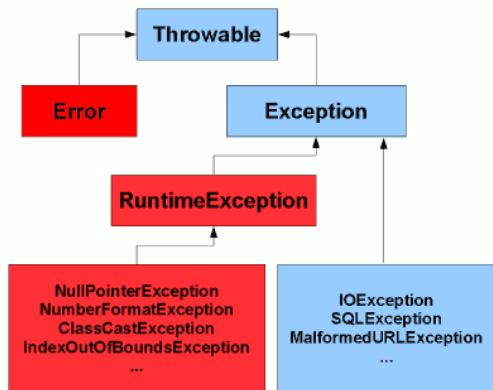 Throwable
Error
Exception
RuntimeException
NullPointerException
NumberFormatException
ClassCastException
IndexOutOfBoundsException
...
IOException
SQLException
MalformedURLException
...